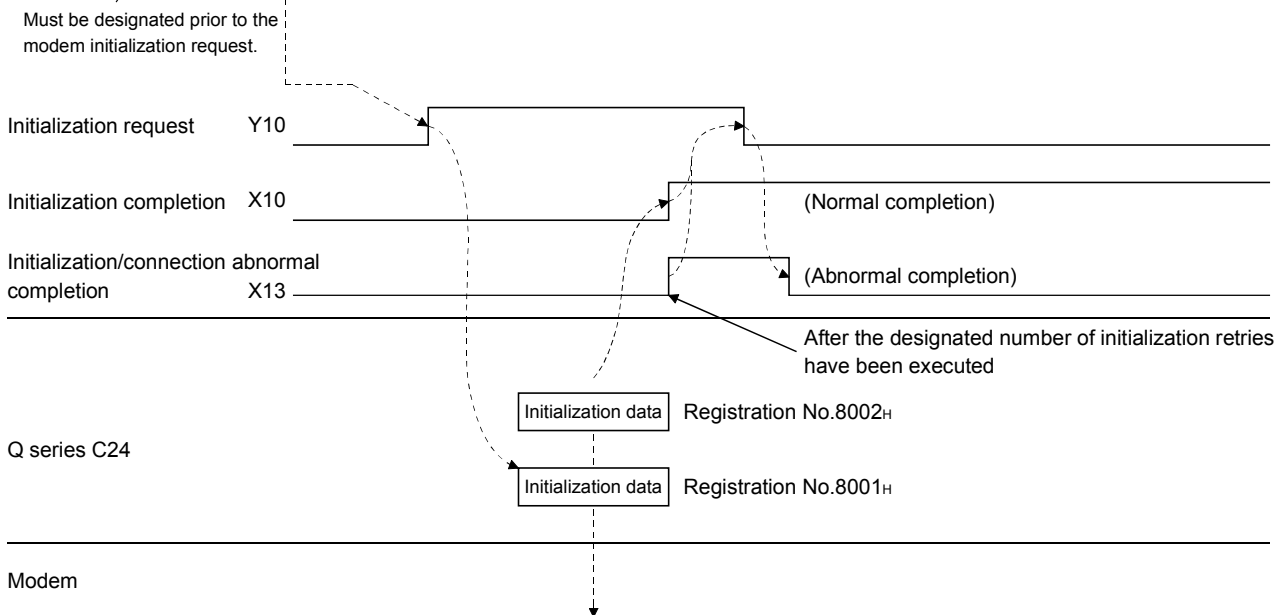 Must be designated prior to the
modem initialization request.
Initialization request Y10
Initialization completion X10
(Normal completion)
Initialization/connection abnormal
completion X13
(Abnormal completion)
After the designated number of initialization retries
have been executed
Initialization data Registration No.8002H
Q series C24
Initialization data Registration No.8001H
Modem